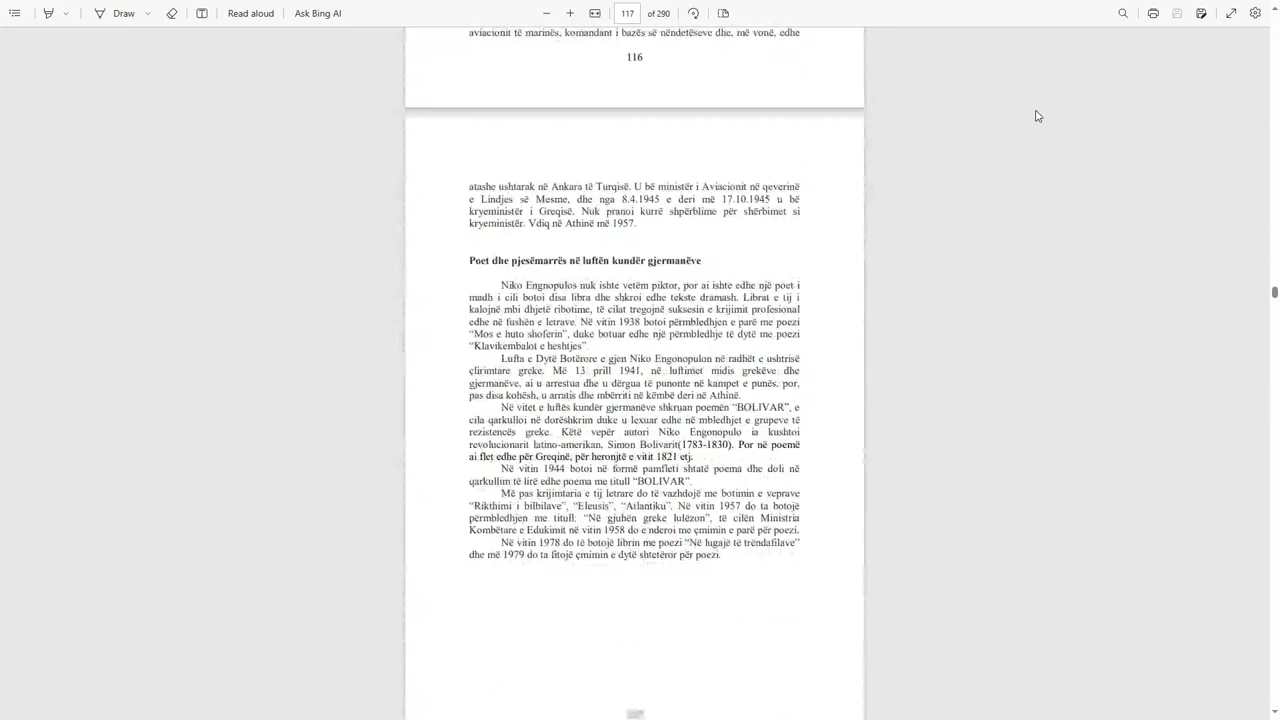 Draw
Read aloud
Ask Bing AI
117 of 290
aviacionit të marinës, komandant i bazës së nëndetëseve dhe, më vonë, edhe
116
atashe ushtarak në Ankara të Turqisë. U bë ministër i Aviacionit në qeverinë
e Lindjes së Mesme, dhe nga 8.4.1945 e deri më 17.10.1945 u bë
kryeministër i Greqisë. Nuk pranoi kurrë shpërblime për shërbimet si
kryeministër. Vdiq në Athinë më 1957.
Poet dhe pjesëmarrës në luftën kundër gjermanëve
Niko Engnopulos nuk ishte vetëm piktor, por ai ishte edhe një poet i
madh i cili botoi disa libra dhe shkroi edhe tekste dramash. Librat e tij i
kalojnë mbi dhjetë ribotime, të cilat tregojnë suksesin e krijimit profesional
edhe në fushën e letrave. Në vitin 1938 botoi përmbledhjen e parë me poezi
“Mos e huto shoferin”, duke botuar edhe një përmbledhje të dytë me poezi
“Klavikembalot e heshtjes”.
Lufta e Dytë Botërore e gjen Niko Engonopulon në radhët e ushtrisë
çlirimtare greke. Më 13 prill 1941, në luftimet midis grekëve dhe
gjermanëve, ai u arrestua dhe u dërgua të punonte në kampet e punës, por,
pas disa kohësh, u arratis dhe mbërriti në këmbë deri në Athinë.
Në vitet e luftës kundër gjermanëve shkruan poemën “BOLIVAR”, e
cila qarkulloi në dorëshkrim duke u lexuar edhe në mbledhjet e grupeve të
rezistencës greke. Këtë vepër autori Niko Engonopulo ia kushtoi
revolucionarit latino-amerikan, Simon Bolivarit(1783-1830). Por në poemë
ai flet edhe për Greqinë, për heronjtë e vitit 1821 etj.
Në vitin 1944 botoi në formë pamfleti shtatë poema dhe doli në
qarkullim të lirë edhe poema me titull “BOLIVAR”.
Më pas krijimtaria e tij letrare do të vazhdojë me botimin e veprave
“Rikthimi i bilbilave”, “Eleusis”, “Atlantiku”. Në vitin 1957 do ta botojë
përmbledhjen me titull: “Në gjuhën greke lulëzon”, të cilën Ministria
Kombëtare e Edukimit në vitin 1958 do e nderoi me çmimin e parë për poezi.
Në vitin 1978 do të botojë librin me poezi “Në lugajë të trëndafilave”
dhe më 1979 do ta fitojë çmimin e dytë shtetëror për poezi.